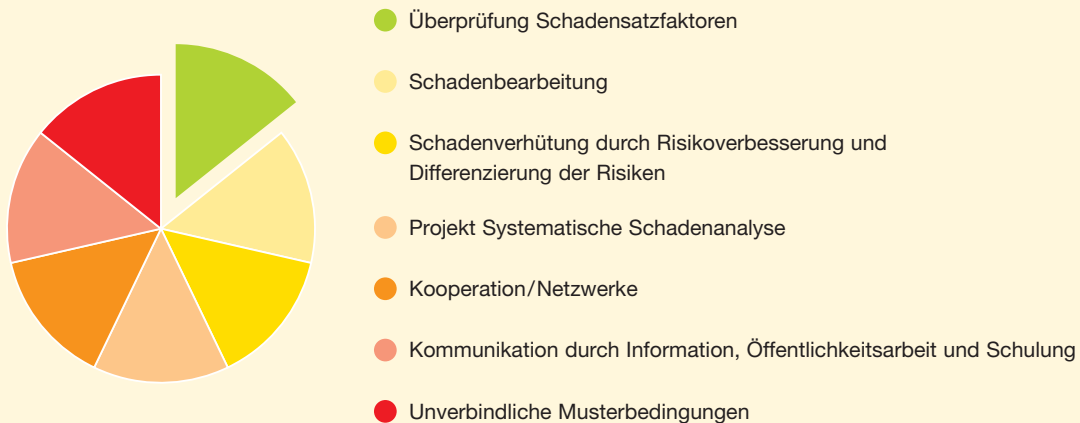 Überprüfung Schadensatzfaktoren
Schadenbearbeitung
Schadenverhütung durch Risikoverbesserung und
Differenzierung der Risiken
Projekt Systematische Schadenanalyse
Kooperation/Netzwerke
Kommunikation durch Information, Öffentlichkeitsarbeit und Schulung
Unverbindliche Musterbedingungen